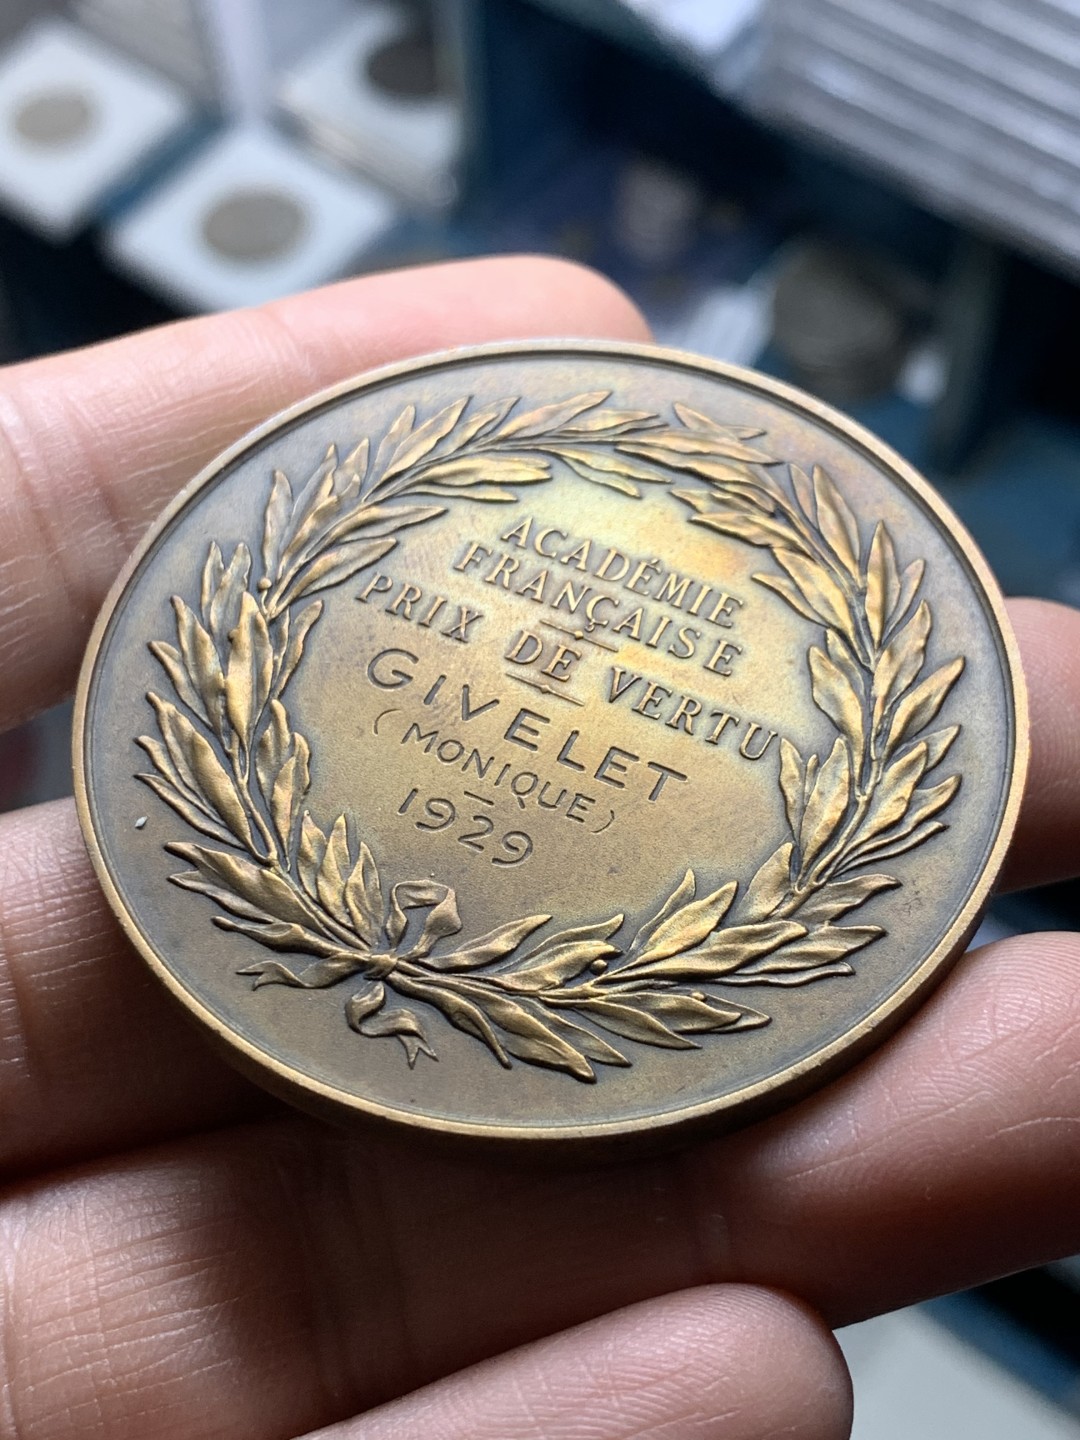 ACADÉMIE
FRANÇAISE
PRIX DE VERTU
GIVELET
(MONIQUE)
1929